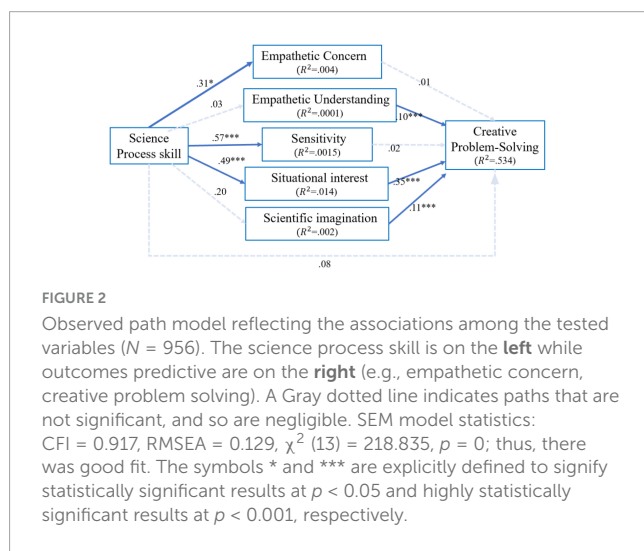 Empathetic Concern
(R²=.004)
.31*
.01
.03
Empathetic Understanding
(R²=.0001)
.10***
Science
Process skill
.57***
Sensitivity
(R²=.0015)
.02
Creative
Problem-Solving
(R²=.534)
.49***
Situational interest
(R²=.014)
.35***
.20
Scientific imagination
(R²=.002)
.11***
.08
FIGURE 2
Observed path model reflecting the associations among the tested
variables (N = 956). The science process skill is on the left while
outcomes predictive are on the right (e.g., empathetic concern,
creative problem solving). A Gray dotted line indicates paths that are
not significant, and so are negligible. SEM model statistics:
CFI = 0.917, RMSEA = 0.129, χ² (13) = 218.835, p = 0; thus, there
was good fit. The symbols * and *** are explicitly defined to signify
statistically significant results at p < 0.05 and highly statistically
significant results at p < 0.001, respectively.